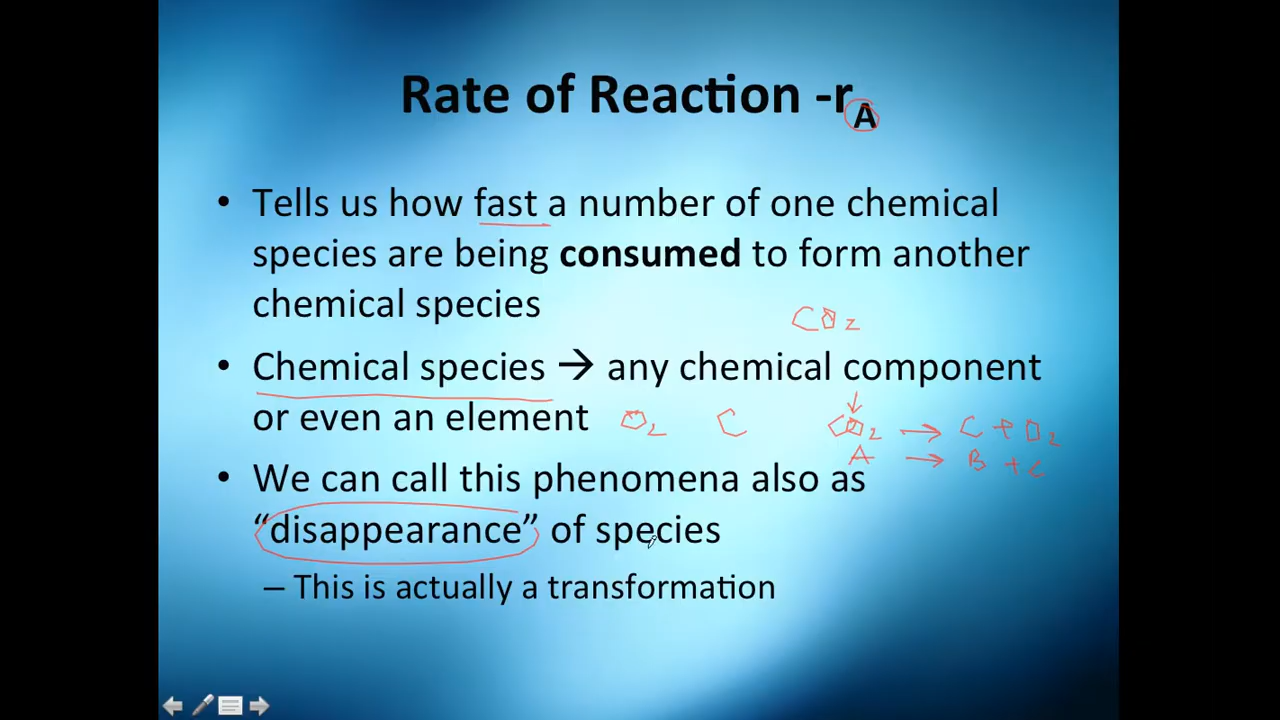 Rate of Reaction -rA
• Tells us how fast a number of one chemical
species are being consumed to form another
chemical species
CO2
• Chemical species → any chemical component
or even an element O2 C CO2 → C + O2
A → B + C
• We can call this phenomena also as
“disappearance” of species
– This is actually a transformation